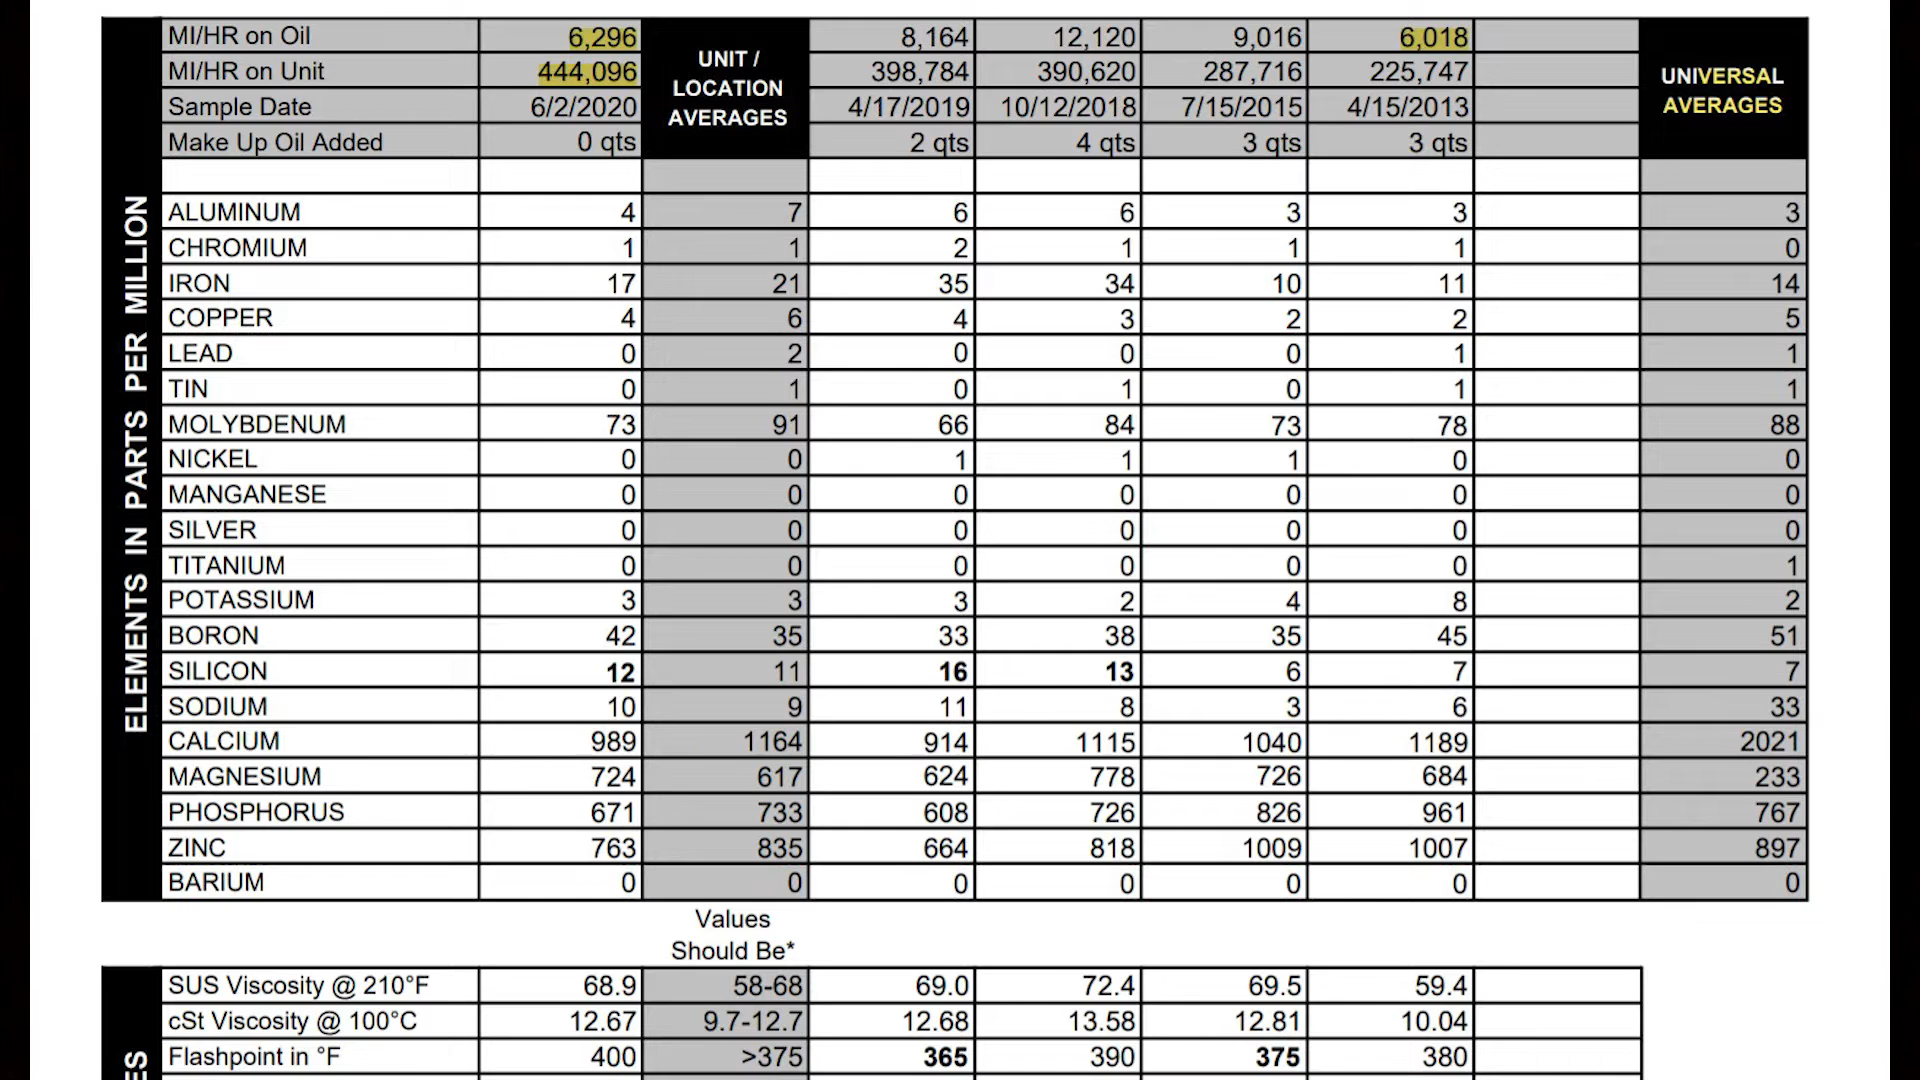 MI/HR on Oil 6,296 UNIT / LOCATION AVERAGES 8,164 12,120 9,016 6,018 UNIVERSAL AVERAGES
MI/HR on Unit 444,096 398,784 390,620 287,716 225,747
Sample Date 6/2/2020 4/17/2019 10/12/2018 7/15/2015 4/15/2013
Make Up Oil Added 0 qts 2 qts 4 qts 3 qts 3 qts
ELEMENTS IN PARTS PER MILLION
ALUMINUM 4 7 6 6 3 3 3
CHROMIUM 1 1 2 1 1 1 0
IRON 17 21 35 34 10 11 14
COPPER 4 6 4 3 2 2 5
LEAD 0 2 0 0 0 1 1
TIN 0 1 0 1 0 1 1
MOLYBDENUM 73 91 66 84 73 78 88
NICKEL 0 0 1 1 1 0 0
MANGANESE 0 0 0 0 0 0 0
SILVER 0 0 0 0 0 0 0
TITANIUM 0 0 0 0 0 0 1
POTASSIUM 3 3 3 2 4 8 2
BORON 42 35 33 38 35 45 51
SILICON 12 11 16 13 6 7 7
SODIUM 10 9 11 8 3 6 33
CALCIUM 989 1164 914 1115 1040 1189 2021
MAGNESIUM 724 617 624 778 726 684 233
PHOSPHORUS 671 733 608 726 826 961 767
ZINC 763 835 664 818 1009 1007 897
BARIUM 0 0 0 0 0 0 0
Values
Should Be*
SUS Viscosity @ 210°F 68.9 58-68 69.0 72.4 69.5 59.4
cSt Viscosity @ 100°C 12.67 9.7-12.7 12.68 13.58 12.81 10.04
Flashpoint in °F 400 >375 365 390 375 380